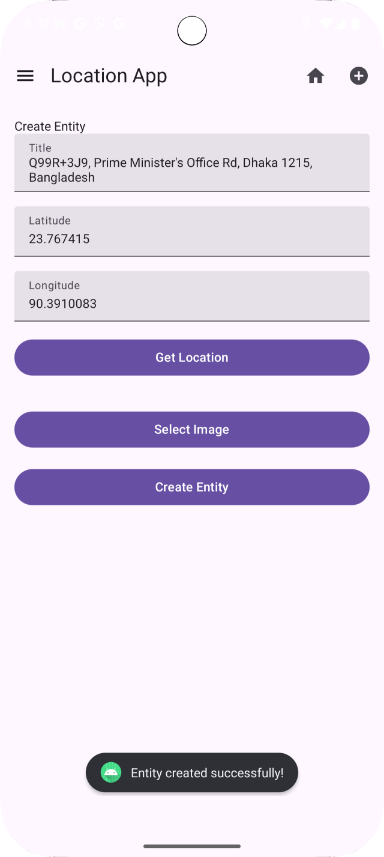 Location App
Create Entity
Title
Q99R+3J9, Prime Minister's Office Rd, Dhaka 1215,
Bangladesh
Latitude
23.767415
Longitude
90.3910083
Get Location
Select Image
Create Entity
Entity created successfully!